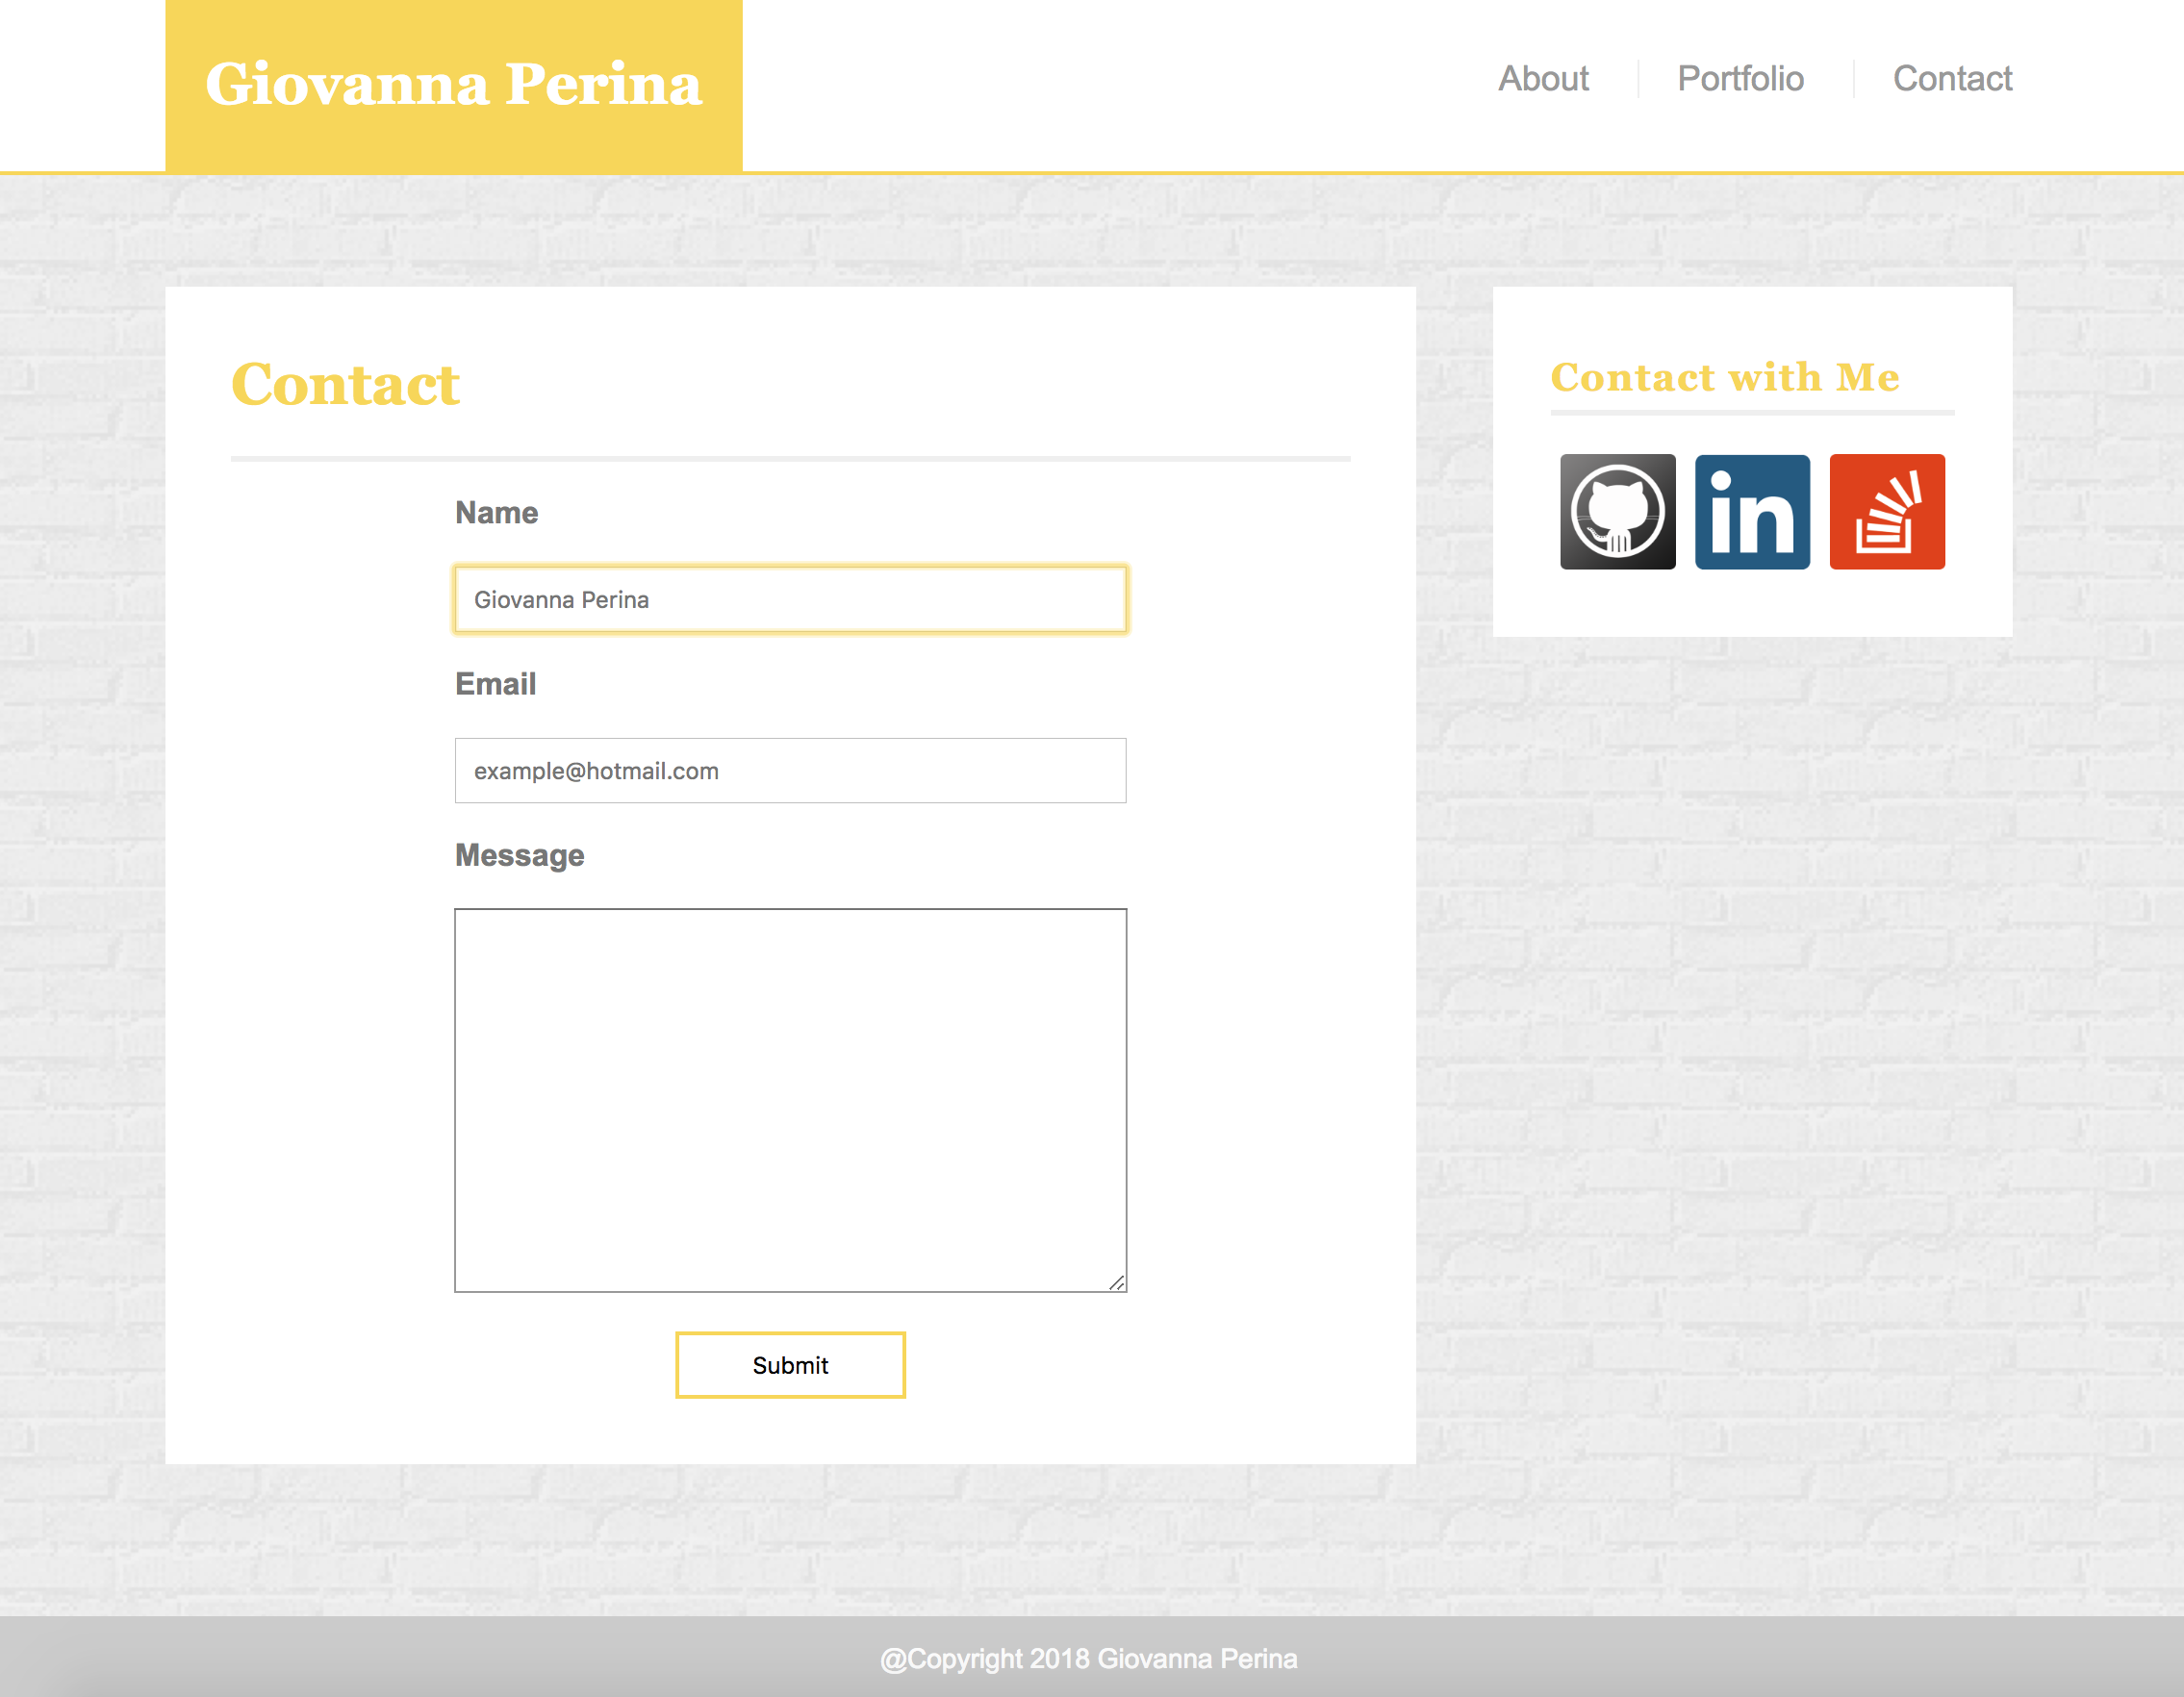 Giovanna Perina
About
Portfolio
Contact
Contact
Name
Giovanna Perina
Email
example@hotmail.com
Message
Submit
Contact with Me
in
@Copyright 2018 Giovanna Perina